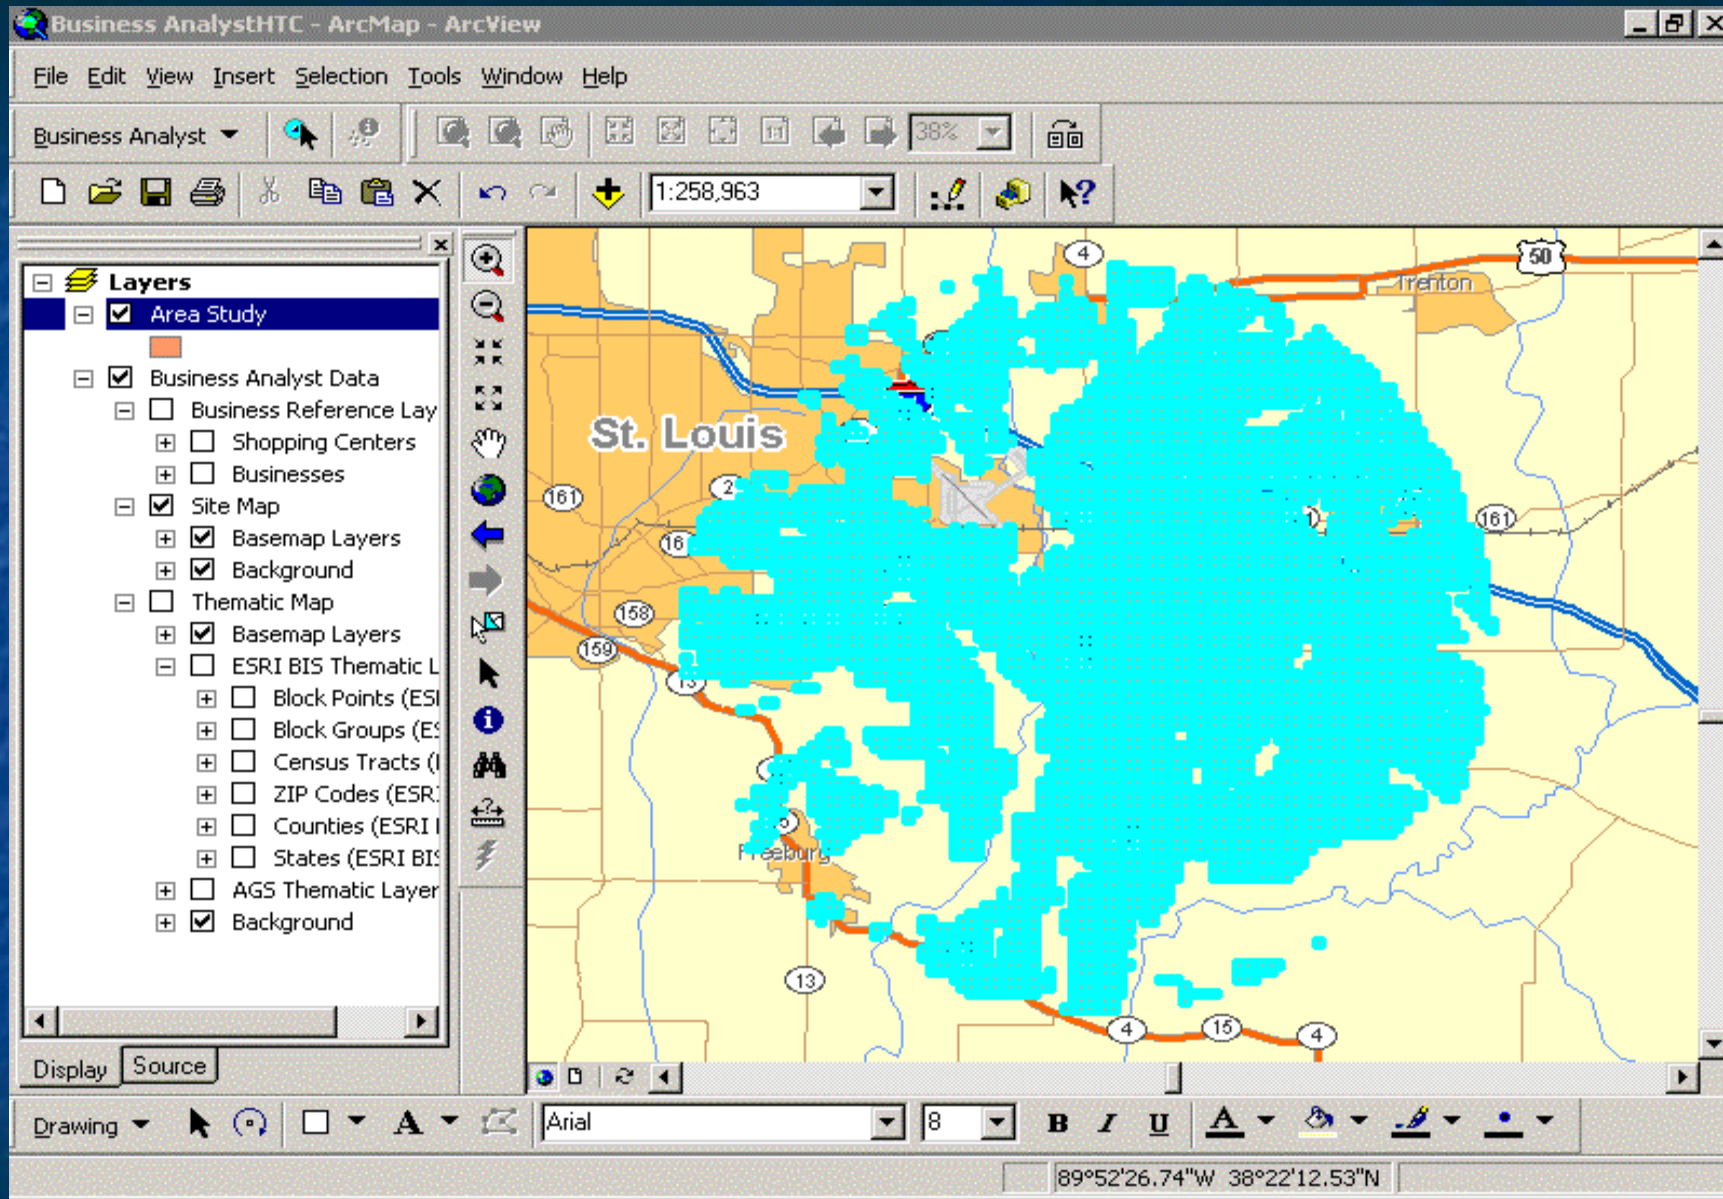 Business AnalystHTC - ArcMap - ArcView
File Edit View Insert Selection Tools Window Help
Business Analyst 38%
1:258,963
Layers
Area Study
Business Analyst Data
Business Reference Lay
Shopping Centers
Businesses
Site Map
Basemap Layers
Background
Thematic Map
Basemap Layers
ESRI BIS Thematic L
Block Points (ESI
Block Groups (ES
Census Tracts (I
ZIP Codes (ESR
Counties (ESRI I
States (ESRI BIS
AGS Thematic Layer
Background
Display Source
4
50
Trenton
St. Louis
161
2
161
16
158
159
13
Freeburg
13
4
15
4
Drawing A Arial 8 B I U A
89°52'26.74"W 38°22'12.53"N